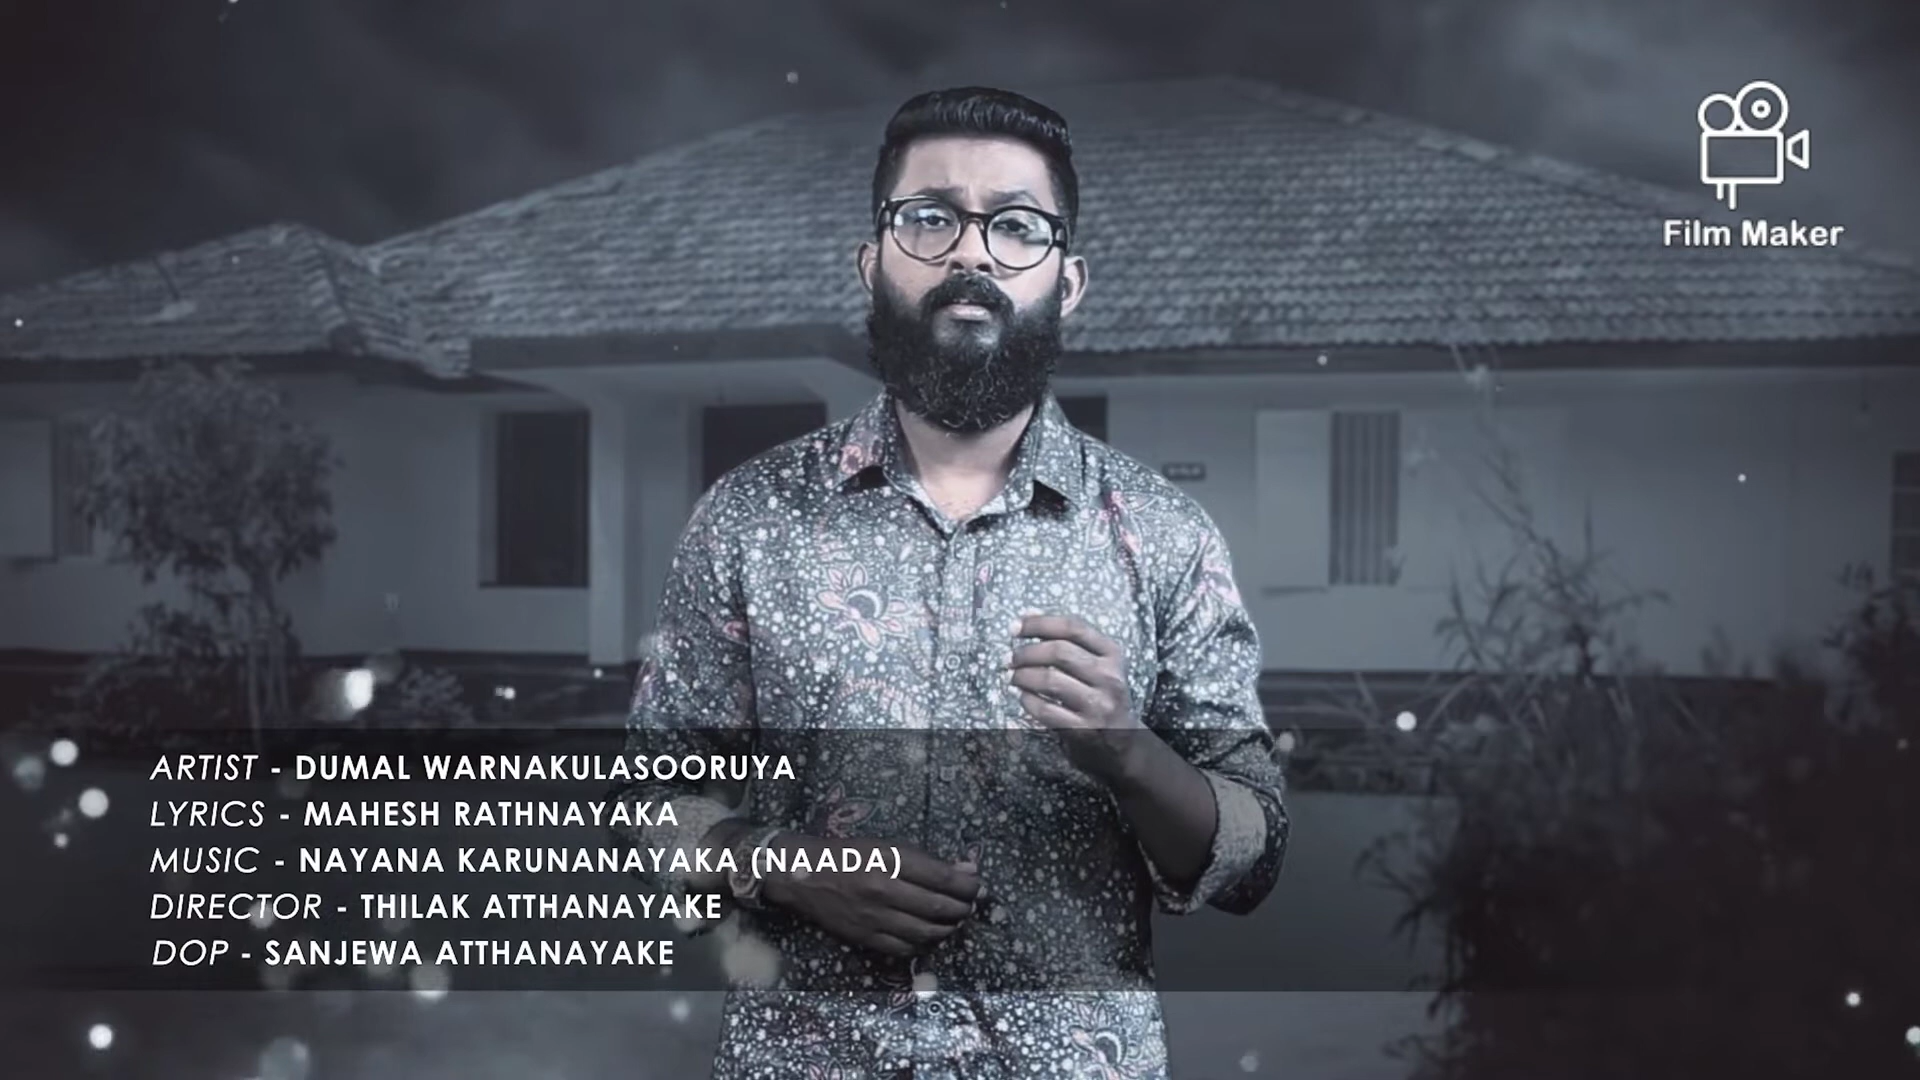 Film Maker
ARTIST - DUMAL WARNAKULASOORUYA
LYRICS - MAHESH RATHNAYAKA
MUSIC - NAYANA KARUNANAYAKA (NAADA)
DIRECTOR - THILAK ATTHANAYAKE
DOP - SANJEWA ATTHANAYAKE